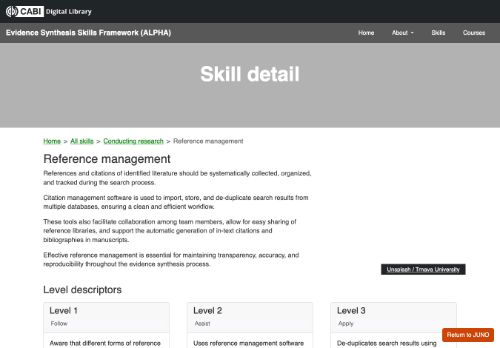 CABI Digital Library
Evidence Synthesis Skills Framework (ALPHA)
Home About Skills Courses
Skill detail
Home > All skills > Conducting research > Reference management
Reference management
References and citations of identified literature should be systematically collected, organized,
and tracked during the search process.
Citation management software is used to import, store, and de-duplicate search results from
multiple databases, ensuring a clean and efficient workflow.
These tools also facilitate collaboration among team members, allow for easy sharing of
reference libraries, and support the automatic generation of in-text citations and
bibliographies in manuscripts.
Effective reference management is essential for maintaining transparency, accuracy, and
reproducibility throughout the evidence synthesis process.
Unsplash / Trnava University
Level descriptors
Level 1 Level 2 Level 3
Follow Assist Apply
Return to JUNO
Aware that different forms of reference Uses reference management software De-duplicates search results using